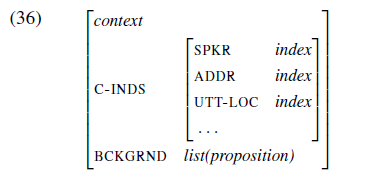 (36)
context
SPKR index
ADDR index
C-INDS
UTT-LOC index
...
BCKGRND list(proposition)